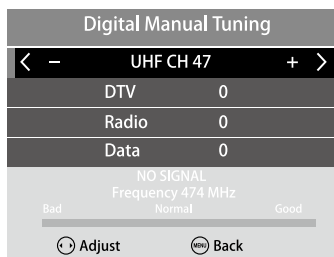 Digital Manual Tuning
< − UHF CH 47 + >
DTV 0
Radio 0
Data 0
NO SIGNAL
Frequency 474 MHz
Bad Normal Good
Adjust MENU Back